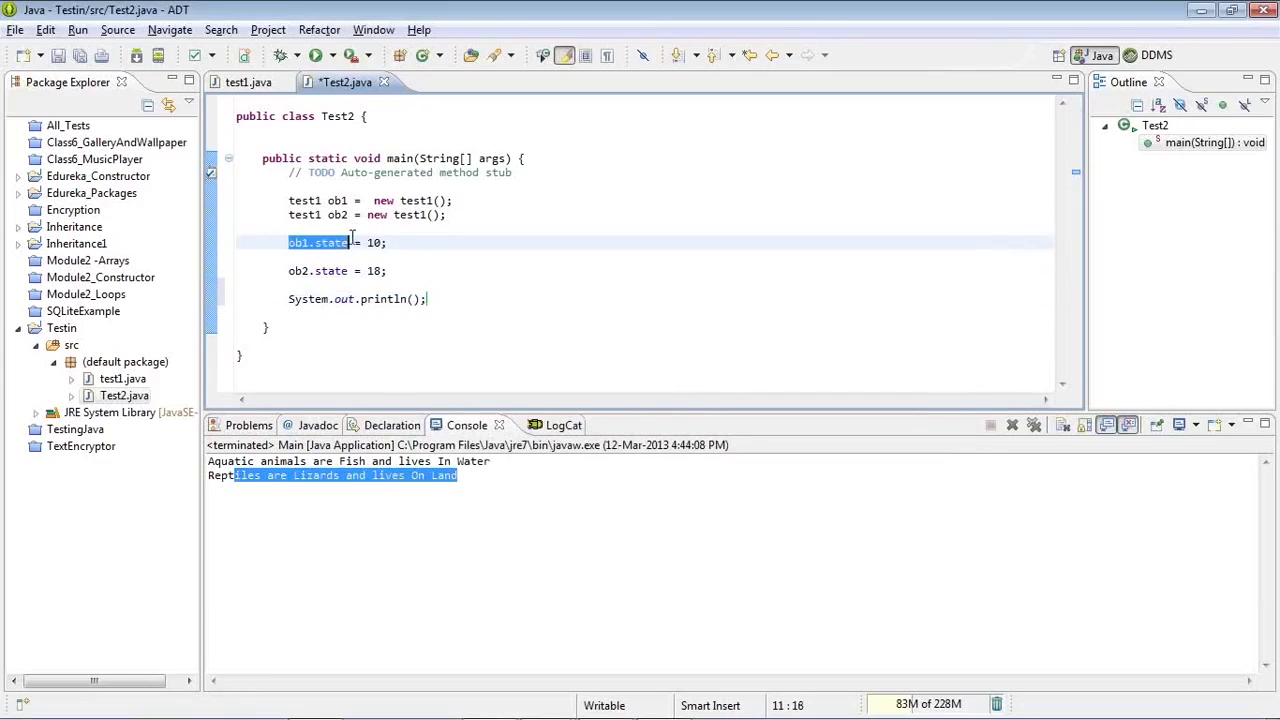 Java - Testin/src/Test2.java - ADT
File Edit Run Source Navigate Search Project Refactor Window Help
Java DDMS
Package Explorer
All_Tests
Class6_GalleryAndWallpaper
Class6_MusicPlayer
Edureka_Constructor
Edureka_Packages
Encryption
Inheritance
Inheritance1
Module2 -Arrays
Module2_Constructor
Module2_Loops
SQLiteExample
Testin
src
(default package)
test1.java
Test2.java
JRE System Library [JavaSE-
TestingJava
TextEncryptor
test1.java *Test2.java
public class Test2 {
public static void main(String[] args) {
// TODO Auto-generated method stub
test1 ob1 =  new test1();
test1 ob2 = new test1();
ob1.state = 10;
ob2.state = 18;
System.out.println();
}
}
Outline
Test2
main(String[]) : void
Problems Javadoc Declaration Console LogCat
<terminated> Main [Java Application] C:\Program Files\Java\jre7\bin\javaw.exe (12-Mar-2013 4:44:08 PM)
Aquatic animals are Fish and lives In Water
Reptiles are Lizards and lives On Land
Writable Smart Insert 11 : 18 83M of 228M